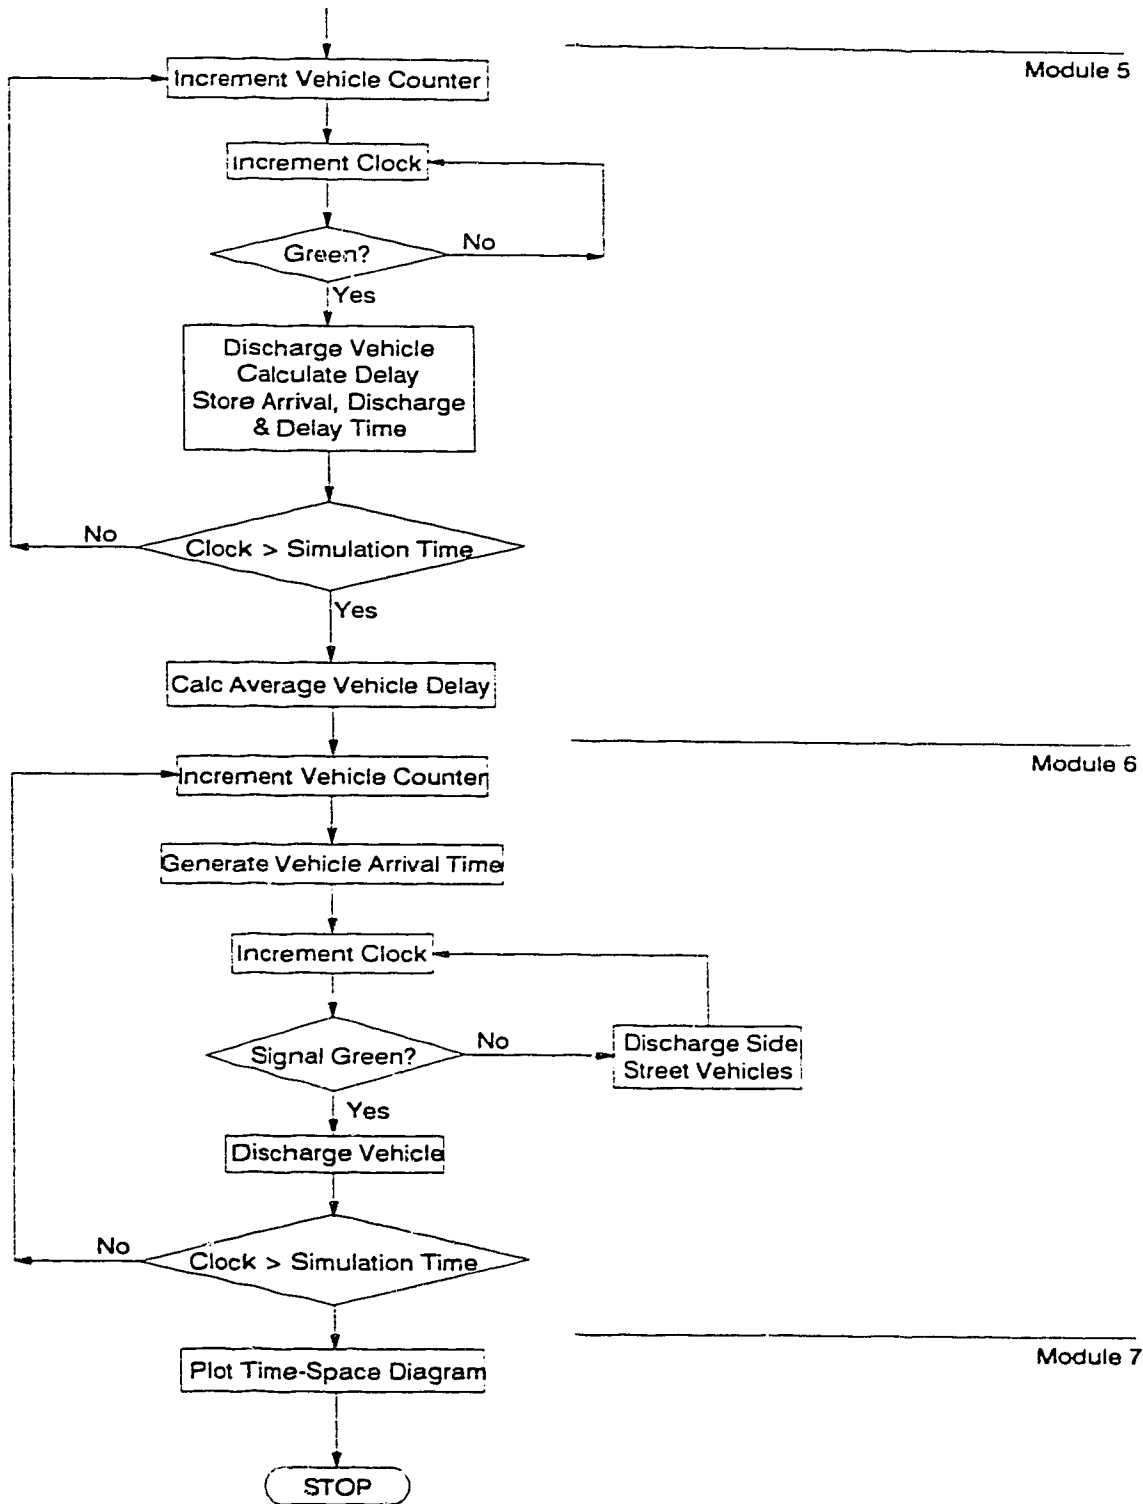 Module 5
Increment Vehicle Counter
Increment Clock
Green?
No
Yes
Discharge Vehicle
Calculate Delay
Store Arrival, Discharge
& Delay Time
No
Clock > Simulation Time
Yes
Calc Average Vehicle Delay
Module 6
Increment Vehicle Counter
Generate Vehicle Arrival Time
Increment Clock
Signal Green?
No
Discharge Side
Street Vehicles
Yes
Discharge Vehicle
No
Clock > Simulation Time
Module 7
Plot Time-Space Diagram
STOP